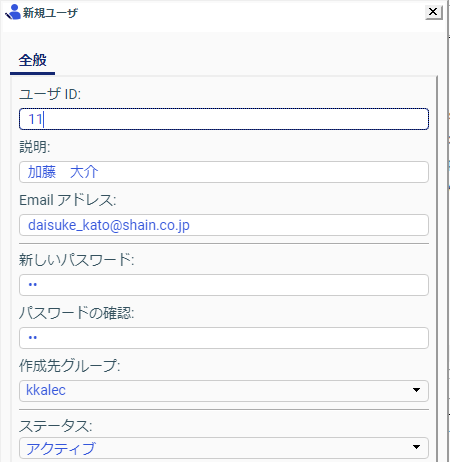 新規ユーザ
全般
ユーザ ID:
11
説明:
加藤　大介
Email アドレス:
daisuke_kato@shain.co.jp
新しいパスワード:
••
パスワードの確認:
••
作成先グループ:
kkalec
ステータス:
アクティブ